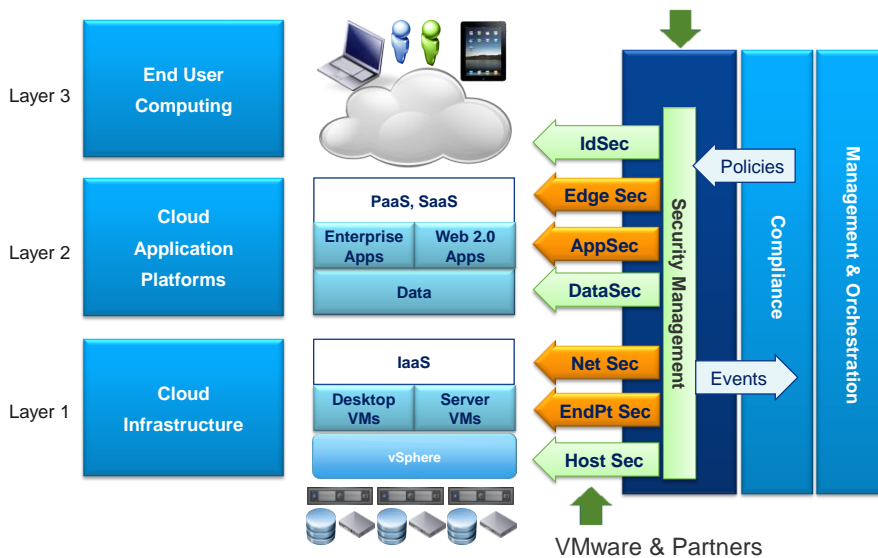 Layer 3
End User
Computing
IdSec
Policies
Layer 2
Cloud
Application
Platforms
PaaS, SaaS
Enterprise
Apps
Web 2.0
Apps
Data
Edge Sec
AppSec
DataSec
Layer 1
Cloud
Infrastructure
IaaS
Desktop
VMs
Server
VMs
vSphere
Net Sec
EndPt Sec
Host Sec
Events
Security Management
Compliance
Management & Orchestration
VMware & Partners